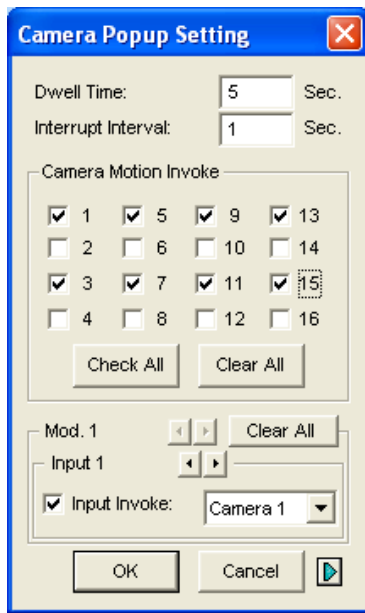 Camera Popup Setting
Dwell Time: 5 Sec.
Interrupt Interval: 1 Sec.
Camera Motion Invoke
1 5 9 13
2 6 10 14
3 7 11 15
4 8 12 16
Check All Clear All
Mod. 1 Clear All
Input 1
Input Invoke: Camera 1
OK Cancel